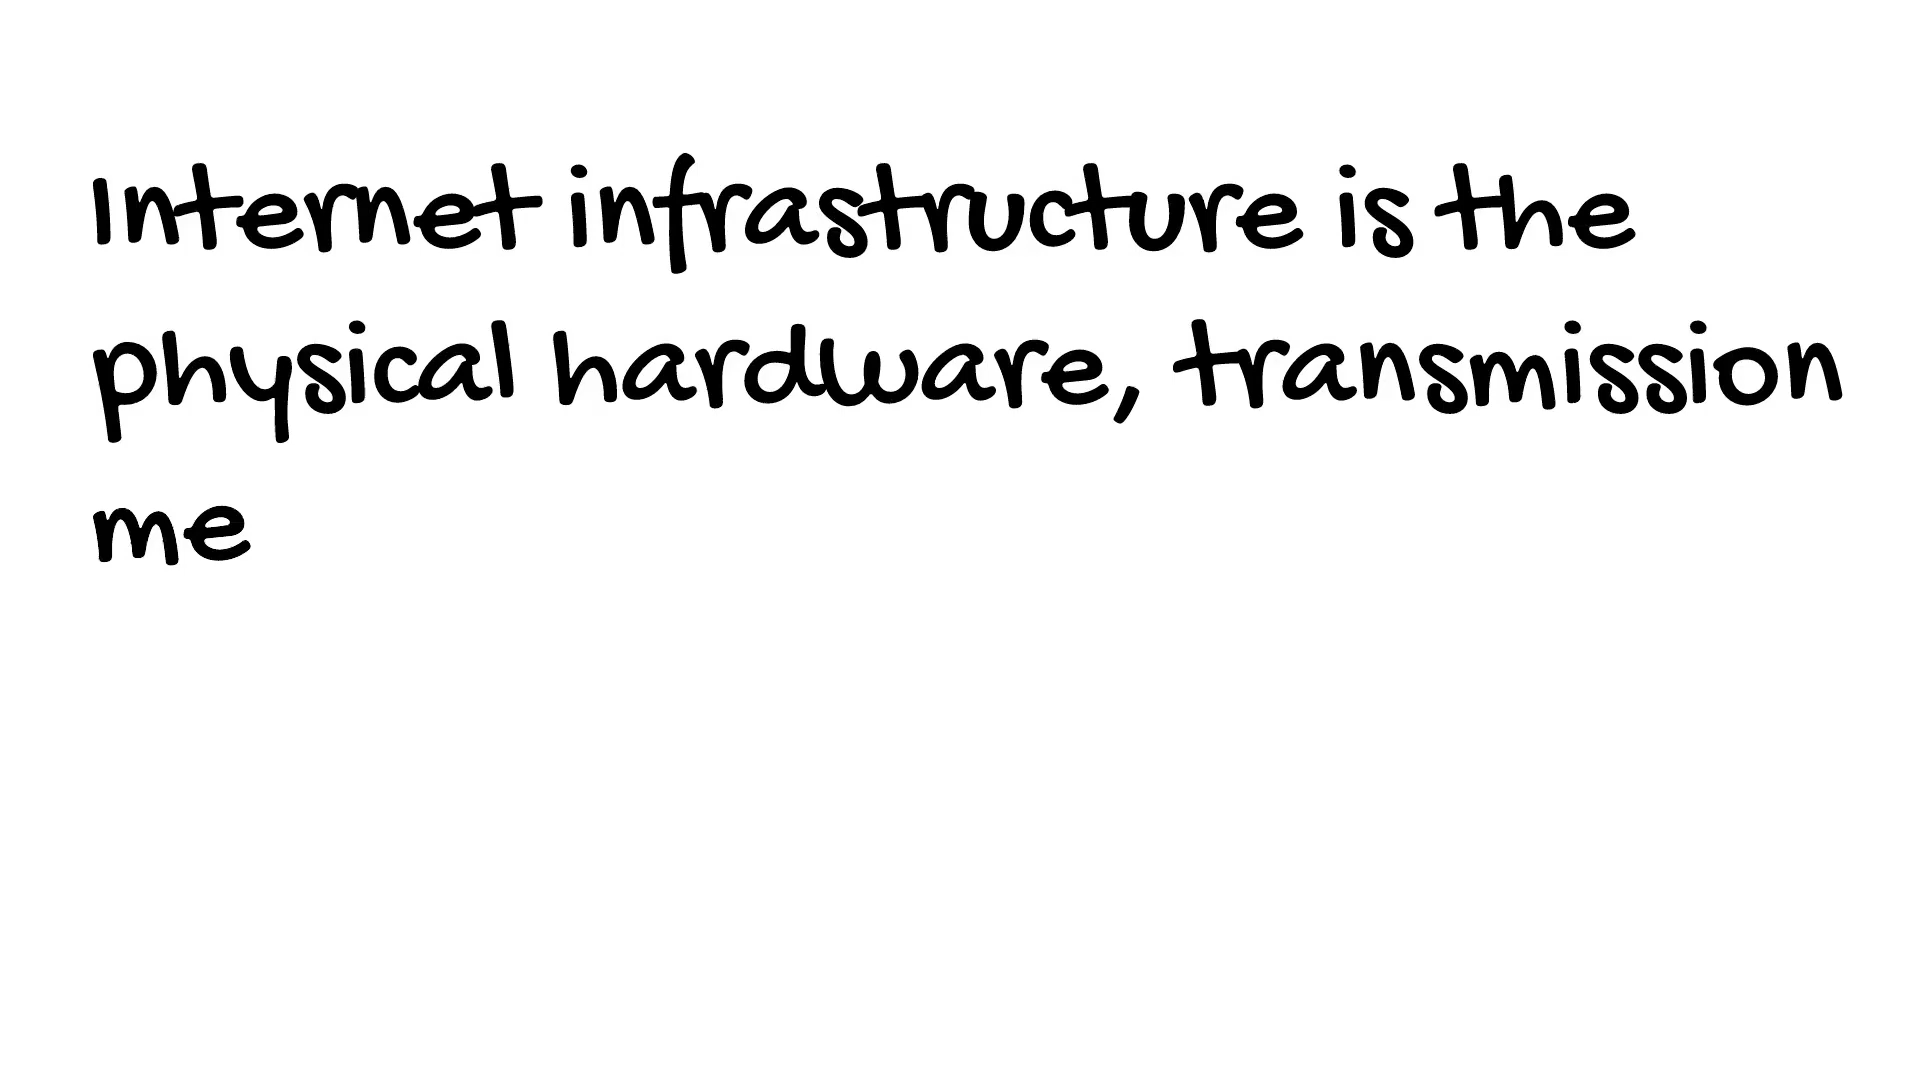 Internet infrastructure is the
physical hardware, transmission
me